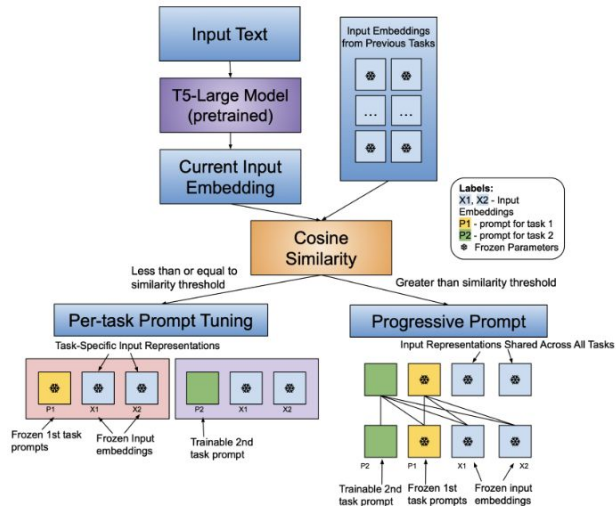 Input Text
Input Embeddings
from Previous Tasks
T5-Large Model
(pretrained)
... ...
Current Input
Embedding
Labels:
X1, X2 - Input
Embeddings
P1 - prompt for task 1
P2 - prompt for task 2
Frozen Parameters
Cosine
Similarity
Less than or equal to
similarity threshold
Greater than similarity threshold
Per-task Prompt Tuning
Progressive Prompt
Task-Specific Input Representations
Input Representations Shared Across All Tasks
P1 X1 X2
P2 X1 X2
Frozen 1st task
prompts
Frozen Input
embeddings
Trainable 2nd
task prompt
P2 P1 X1 X2
Trainable 2nd
task prompt
Frozen 1st
task prompts
Frozen input
embeddings